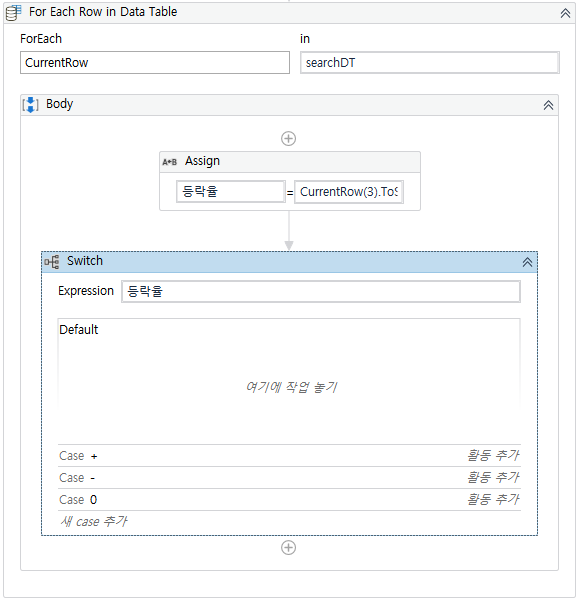 For Each Row in Data Table
ForEach in
CurrentRow searchDT
Body
A+B Assign
등락율 = CurrentRow(3).ToS
Switch
Expression 등락율
Default
여기에 작업 놓기
Case + 활동 추가
Case - 활동 추가
Case 0 활동 추가
새 case 추가